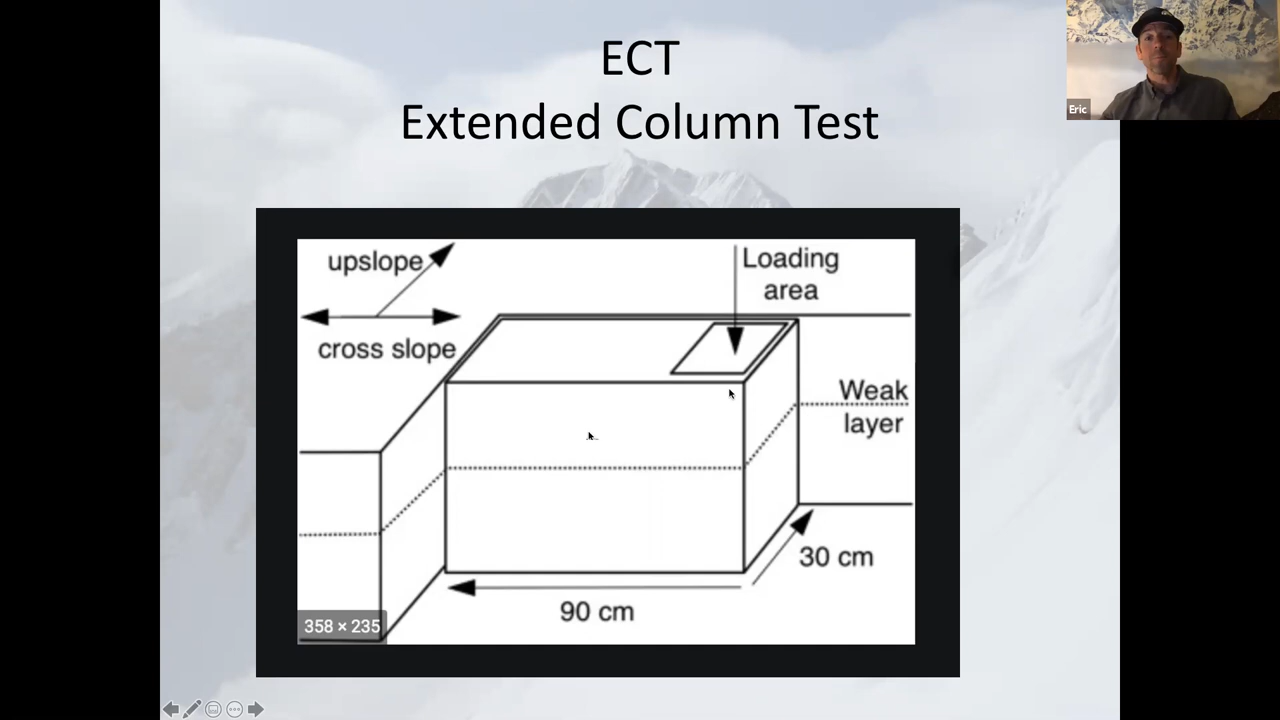 ECT
Extended Column Test
Eric
upslope
cross slope
Loading
area
Weak
layer
30 cm
90 cm
358 × 235